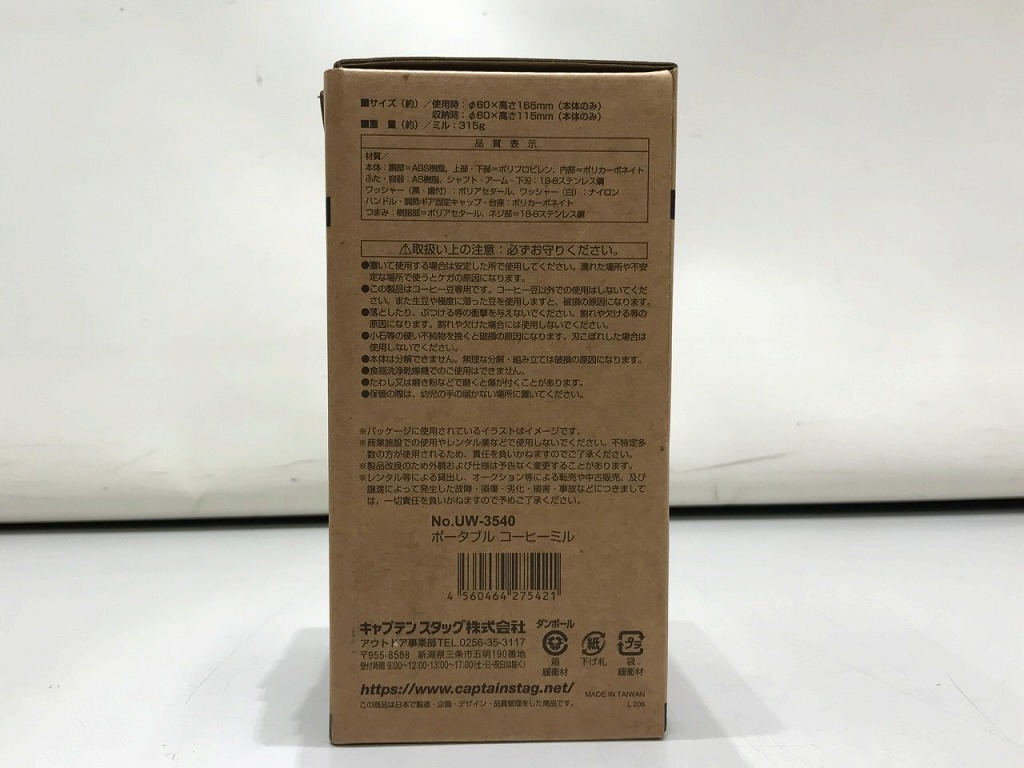 ■サイズ（約）／使用時：φ60×高さ165mm（本体のみ）
収納時：φ60×高さ115mm（本体のみ）
■重　量（約）／ミル：315g
品 質 表 示
材質／
本体：胴部＝ABS樹脂，上部・下部＝ポリプロピレン，内部＝ポリカーボネイト
ふた・容器：AS樹脂，シャフト・アーム・下刃：18-8ステンレス鋼
ワッシャー（黒・歯付）：ポリアセタール，ワッシャー（白）：ナイロン
ハンドル・調節ギア固定キャップ・台座：ポリカーボネイト
つまみ：樹脂部＝ポリアセタール，ネジ部＝18-8ステンレス鋼
⚠取扱い上の注意：必ずお守りください。
●置いて使用する場合は安定した所で使用してください。濡れた場所や不安
定な場所で使うとケガの原因になります。
●この製品はコーヒー豆専用です。コーヒー豆以外での使用はしないでくだ
さい。また生豆や極度に湿った豆を使用しますと、破損の原因になります。
●落としたり、ぶつける等の衝撃を与えないでください。割れや欠ける等の
原因になります。割れや欠けた場合には使用しないでください。
●小石等の硬い不純物を挽くと破損の原因になります。刃こぼれした場合は
使用しないでください。
●本体は分解できません。無理な分解・組み立ては破損の原因になります。
●食器洗浄乾燥機でのご使用はできません。
●たわし又は磨き粉などで磨くと傷が付くことがあります。
●保管の際は、幼児の手の届かない場所に置いてください。
※パッケージに使用されているイラストはイメージです。
※商業施設での使用やレンタル業などで使用しないでください。不特定多
数の方が使用されるため、責任を負いかねますのでご了承ください。
※製品改良のため外観および仕様は予告なく変更することがあります。
※レンタル等による貸出し、オークション等による転売や中古販売、及び
譲渡によって発生した故障・損傷・劣化・損害・事故などにつきまして
は、一切責任を負いかねますので予めご了承ください。
No.UW-3540
ポータブル コーヒーミル
4 560464 275421
キャプテンスタッグ株式会社
アウトドア事業部TEL.0256-35-3117
〒955-8588　新潟県三条市五明190番地
受付時間 9:00〜12:00・13:00〜17:00（土・日・祝日は除く）
https://www.captainstag.net/
この商品は日本で製造・企画・デザイン・品質管理をした商品です。
ダンボール
箱
緩衝材
紙
下げ札
プラ
袋
緩衝材
MADE IN TAIWAN
L 206